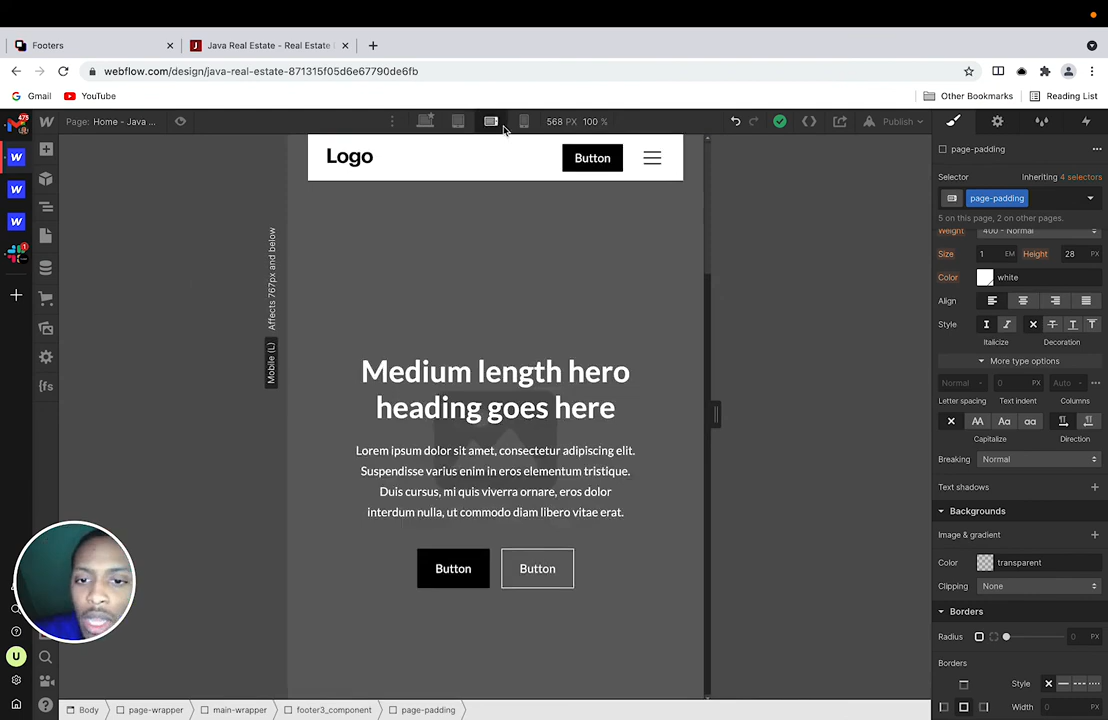 Footers
Java Real Estate - Real Estate
webflow.com/design/java-real-estate-871315f05d6e67790de6fb
Gmail
YouTube
Other Bookmarks
Reading List
475
Page: Home - Java ...
568 PX 100 %
Publish
page-padding
Selector
Inheriting 4 selectors
page-padding
5 on this page, 2 on other pages.
Weight
400 - Normal
Size
1
EM
Height
28
PX
Color
white
Align
Style
Italicize
Decoration
More type options
Normal
0
PX
Auto
Letter spacing
Text indent
Columns
AA
Aa
aa
Capitalize
Direction
Breaking
Normal
Text shadows
Backgrounds
Image & gradient
Color
transparent
Clipping
None
Borders
Radius
0
PX
Borders
Style
Width
0
PX
Logo
Button
Affects 767px and below
Mobile (L)
Medium length hero
heading goes here
Lorem ipsum dolor sit amet, consectetur adipiscing elit.
Suspendisse varius enim in eros elementum tristique.
Duis cursus, mi quis viverra ornare, eros dolor
interdum nulla, ut commodo diam libero vitae erat.
Button
Button
U
Body
page-wrapper
main-wrapper
footer3_component
page-padding